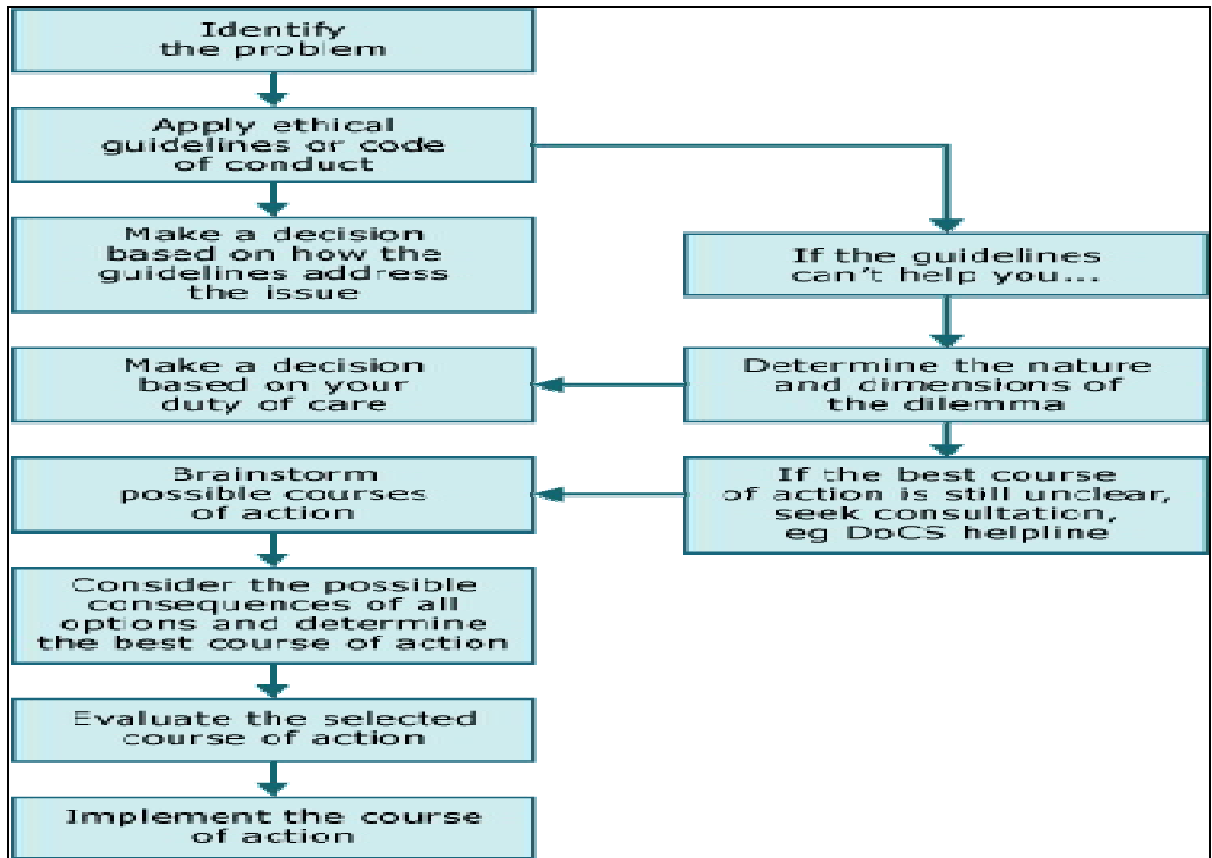 Identify
the problem
Apply ethical
guidelines or code
of conduct
Make a decision
based on how the
guidelines address
the issue
If the guidelines
can't help you...
Make a decision
based on your
duty of care
Determine the nature
and dimensions of
the dilemma
Brainstorm
possible courses
of action
If the best course
of action is still unclear,
seek consultation,
eg DoCS helpline
Consider the possible
consequences of all
options and determine
the best course of action
Evaluate the selected
course of action
Implement the course
of action